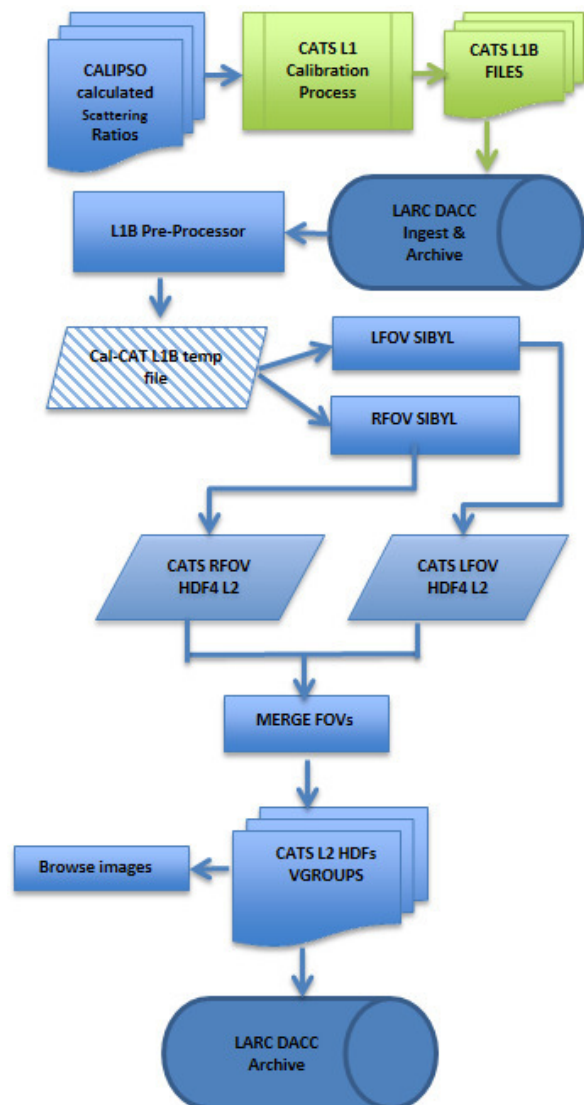 CALIPSO
calculated
Scattering
Ratios
CATS L1
Calibration
Process
CATS L1B
FILES
LARC DACC
Ingest &
Archive
L1B Pre-Processor
Cal-CAT L1B temp
file
LFOV SIBYL
RFOV SIBYL
CATS RFOV
HDF4 L2
CATS LFOV
HDF4 L2
MERGE FOVs
CATS L2 HDFs
VGROUPS
Browse images
LARC DACC
Archive